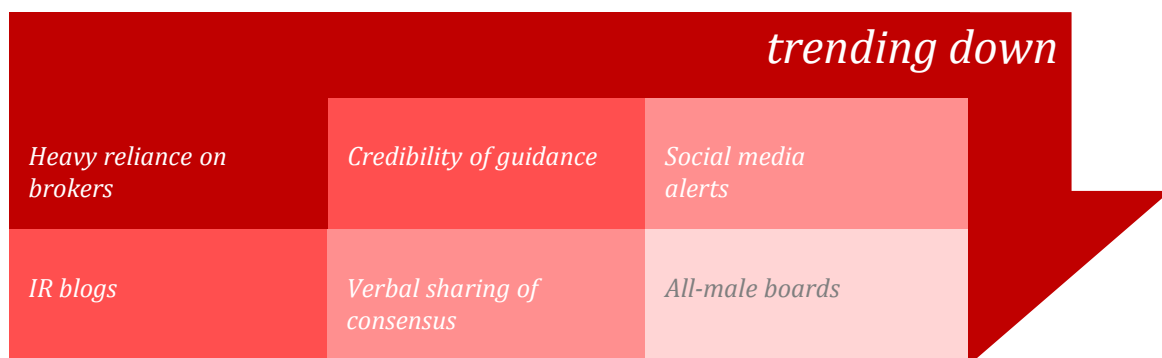 trending down
Heavy reliance on
brokers
Credibility of guidance
Social media
alerts
IR blogs
Verbal sharing of
consensus
All-male boards